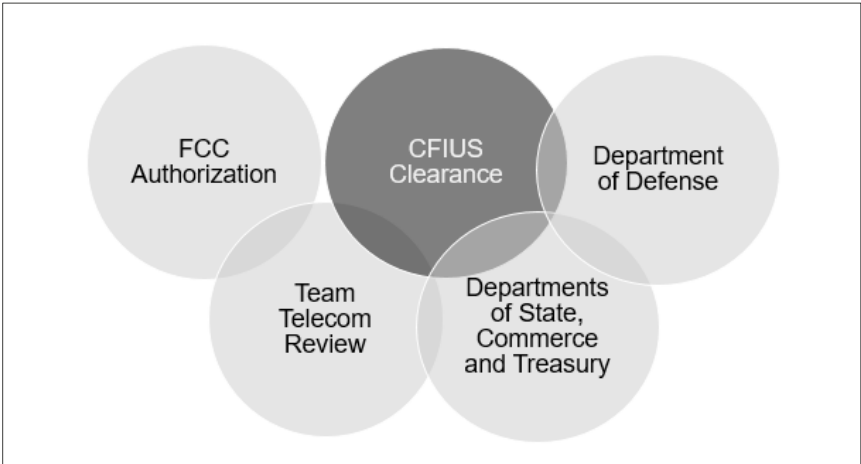 FCC
Authorization
CFIUS
Clearance
Department
of Defense
Team
Telecom
Review
Departments
of State,
Commerce
and Treasury